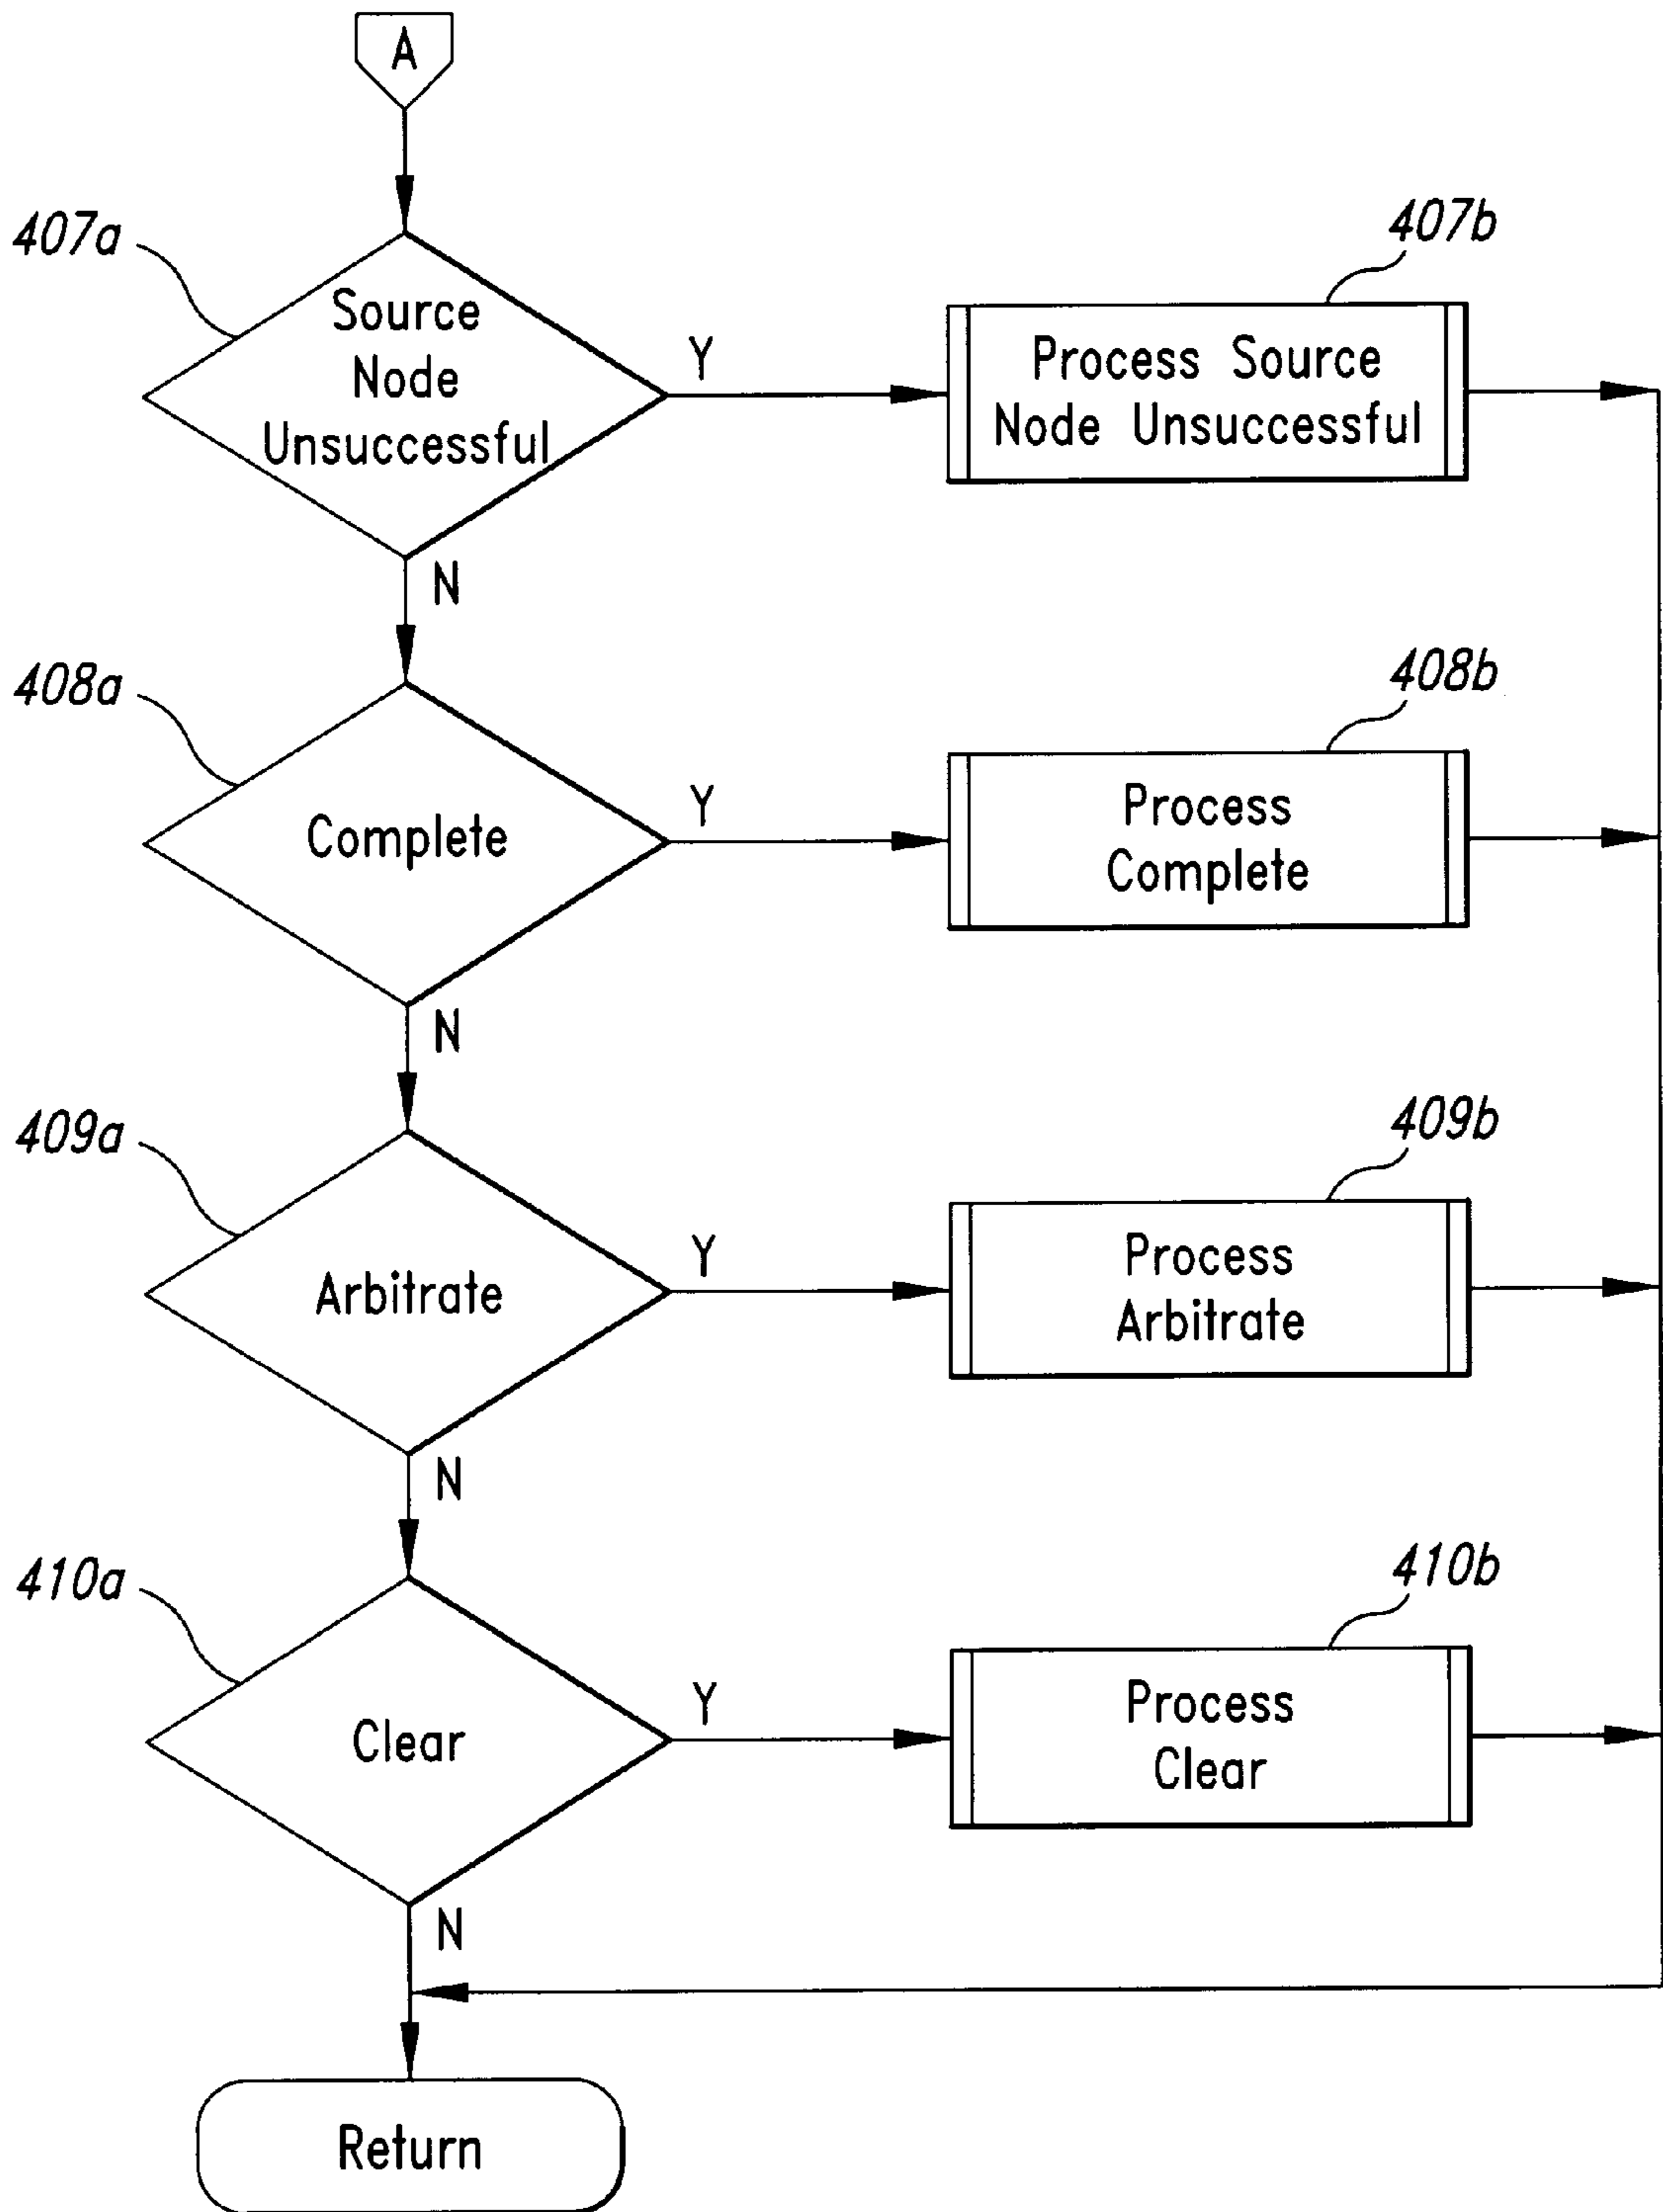 A
407a
Source
Node
Unsuccessful
Y
407b
Process Source
Node Unsuccessful
N
408a
Complete
Y
408b
Process
Complete
N
409a
Arbitrate
Y
409b
Process
Arbitrate
N
410a
Clear
Y
410b
Process
Clear
N
Return